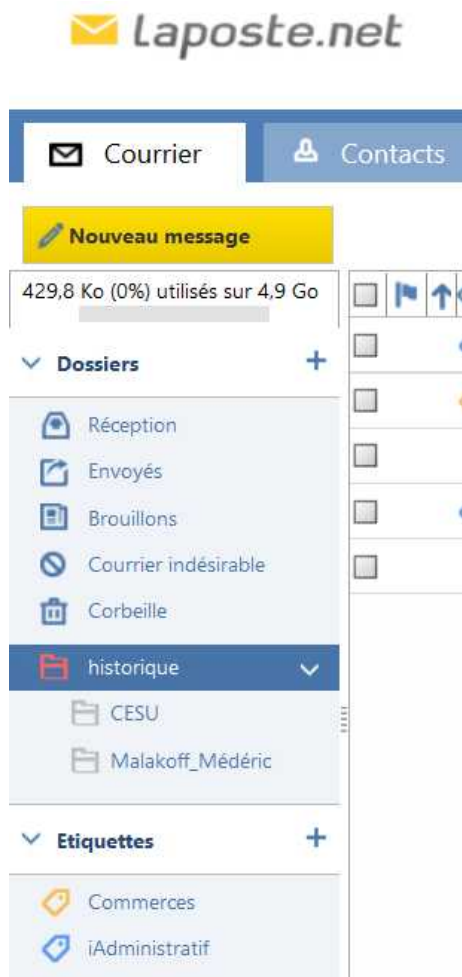 Laposte.net
Courrier
Contacts
Nouveau message
429,8 Ko (0%) utilisés sur 4,9 Go
Dossiers
Réception
Envoyés
Brouillons
Courrier indésirable
Corbeille
historique
CESU
Malakoff_Médéric
Etiquettes
Commerces
iAdministratif